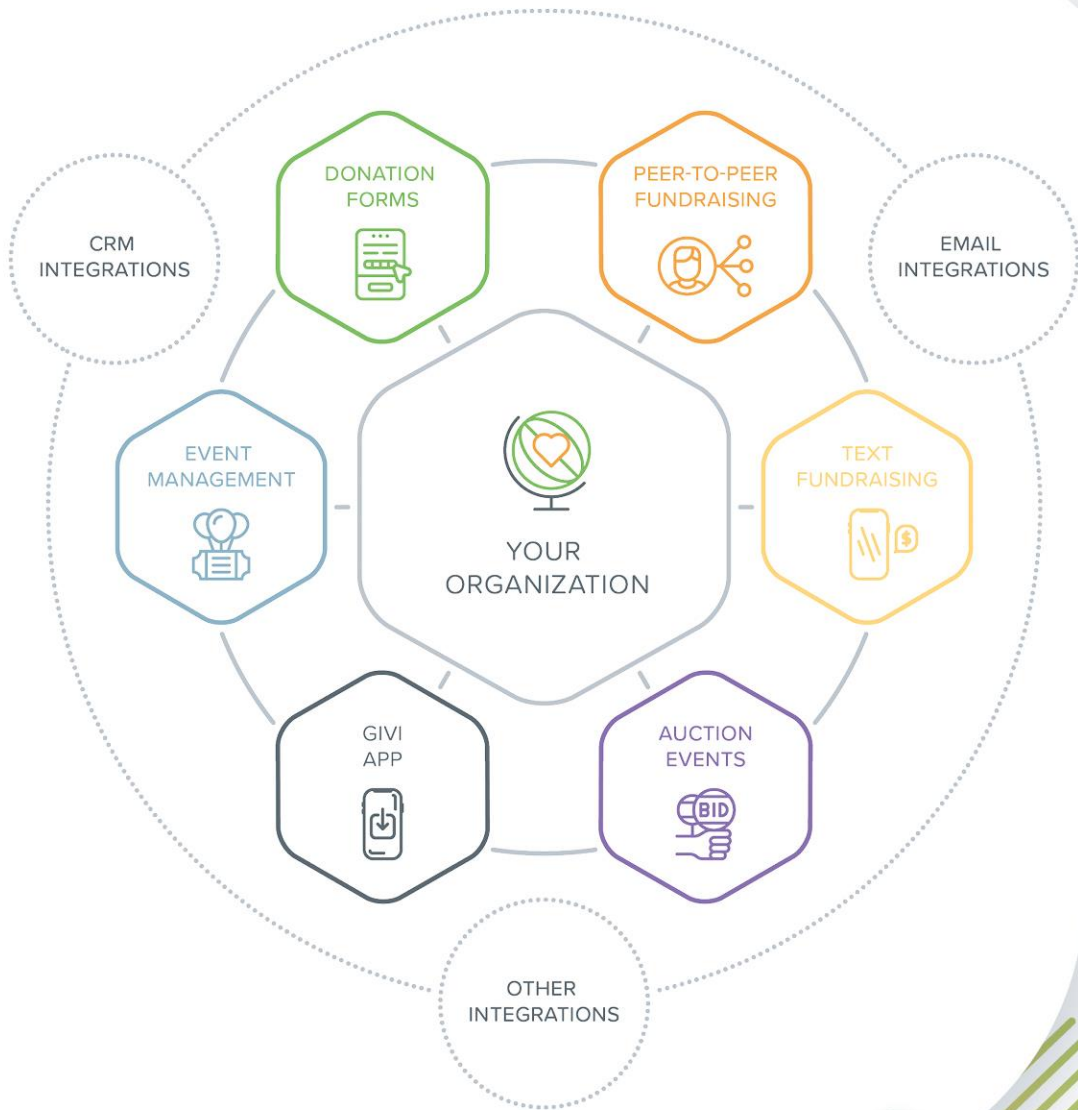 DONATION
FORMS
PEER-TO-PEER
FUNDRAISING
CRM
INTEGRATIONS
EMAIL
INTEGRATIONS
EVENT
MANAGEMENT
TEXT
FUNDRAISING
$
YOUR
ORGANIZATION
GIVI
APP
AUCTION
EVENTS
BID
OTHER
INTEGRATIONS